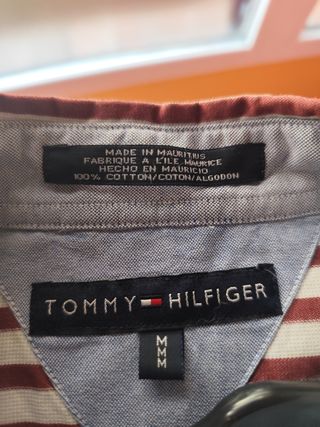 MADE IN MAURITIUS
FABRIQUE A L'ILE MAURICE
HECHO EN MAURICIO
100% COTTON/COTON/ALGODON
TOMMY HILFIGER
M
M
M